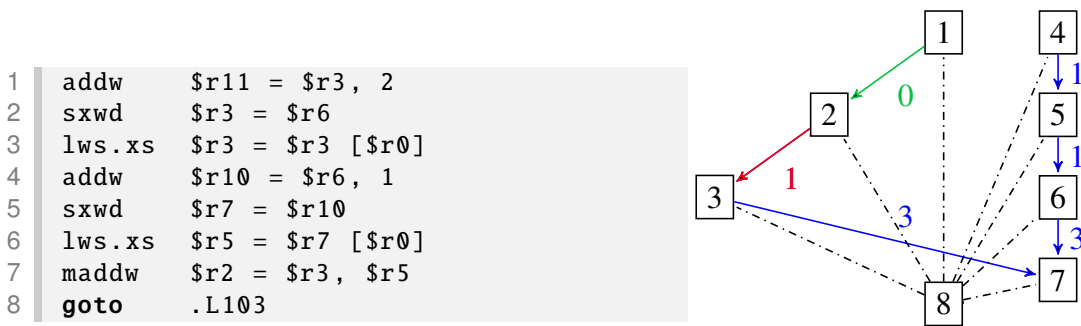 1 addw $r11 = $r3, 2
2 sxwd $r3 = $r6
3 lws.xs $r3 = $r3 [$r0]
4 addw $r10 = $r6, 1
5 sxwd $r7 = $r10
6 lws.xs $r5 = $r7 [$r0]
7 maddw $r2 = $r3, $r5
8 goto .L103
1 4
1
0
2 5
1
1
3 6
3
3
7
8